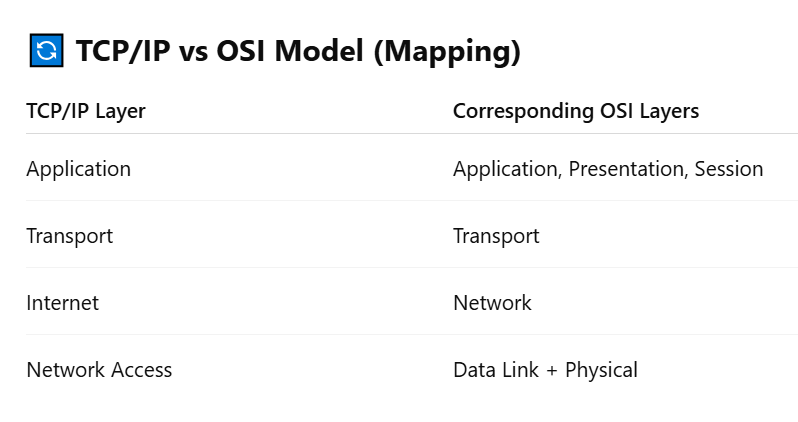 🔄 TCP/IP vs OSI Model (Mapping)
TCP/IP Layer Corresponding OSI Layers
Application Application, Presentation, Session
Transport Transport
Internet Network
Network Access Data Link + Physical